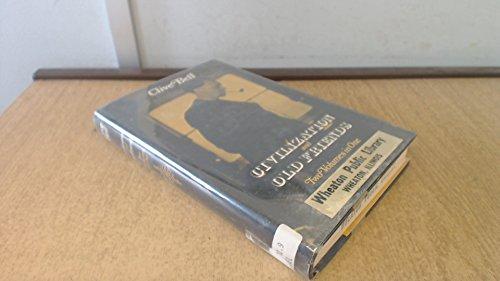 Clive Bell
CIVILIZATION
OLD FRIENDS
Two Volumes in One
Wheaton Public Library
WHEATON, ILLINOIS